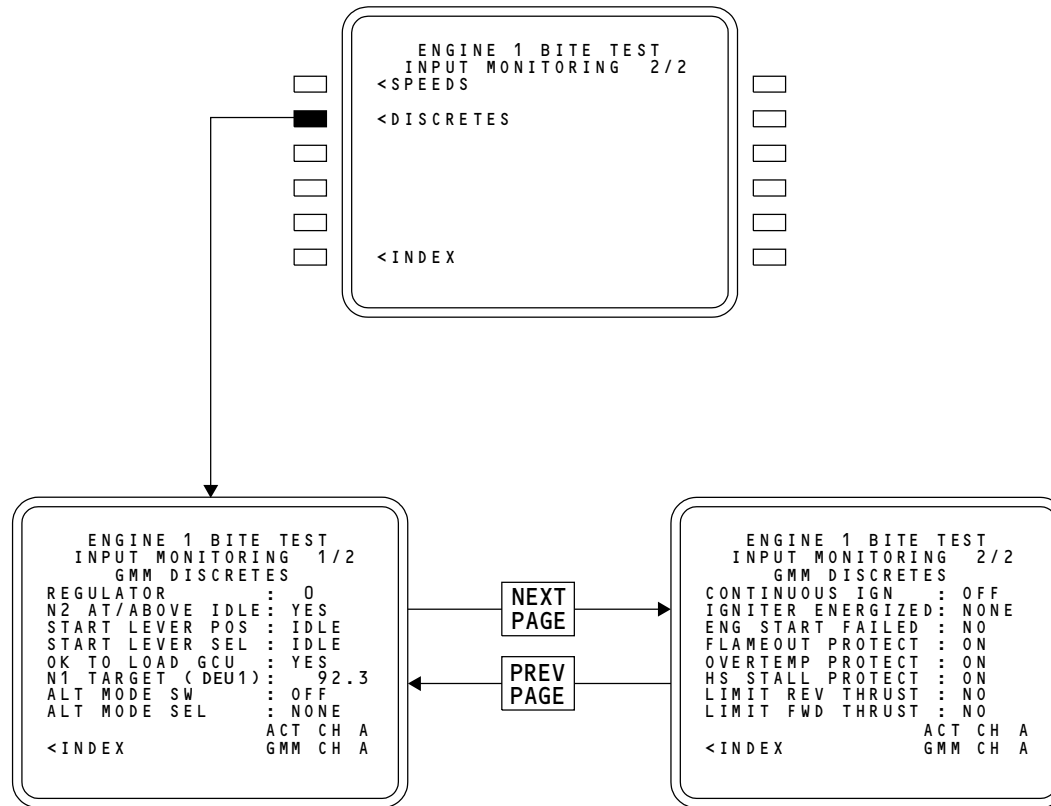 ENGINE 1 BITE TEST
INPUT MONITORING 2/2
<SPEEDS
<DISCRETES
<INDEX
ENGINE 1 BITE TEST
INPUT MONITORING 1/2
GMM DISCRETES
REGULATOR : O
N2 AT/ABOVE IDLE: YES
START LEVER POS : IDLE
START LEVER SEL : IDLE
OK TO LOAD GCU : YES
N1 TARGET (DEU1): 92.3
ALT MODE SW : OFF
ALT MODE SEL : NONE
ACT CH A
<INDEX GMM CH A
NEXT
PAGE
PREV
PAGE
ENGINE 1 BITE TEST
INPUT MONITORING 2/2
GMM DISCRETES
CONTINUOUS IGN : OFF
IGNITER ENERGIZED: NONE
ENG START FAILED : NO
FLAMEOUT PROTECT : ON
OVERTEMP PROTECT : ON
HS STALL PROTECT : ON
LIMIT REV THRUST : NO
LIMIT FWD THRUST : NO
ACT CH A
<INDEX GMM CH A